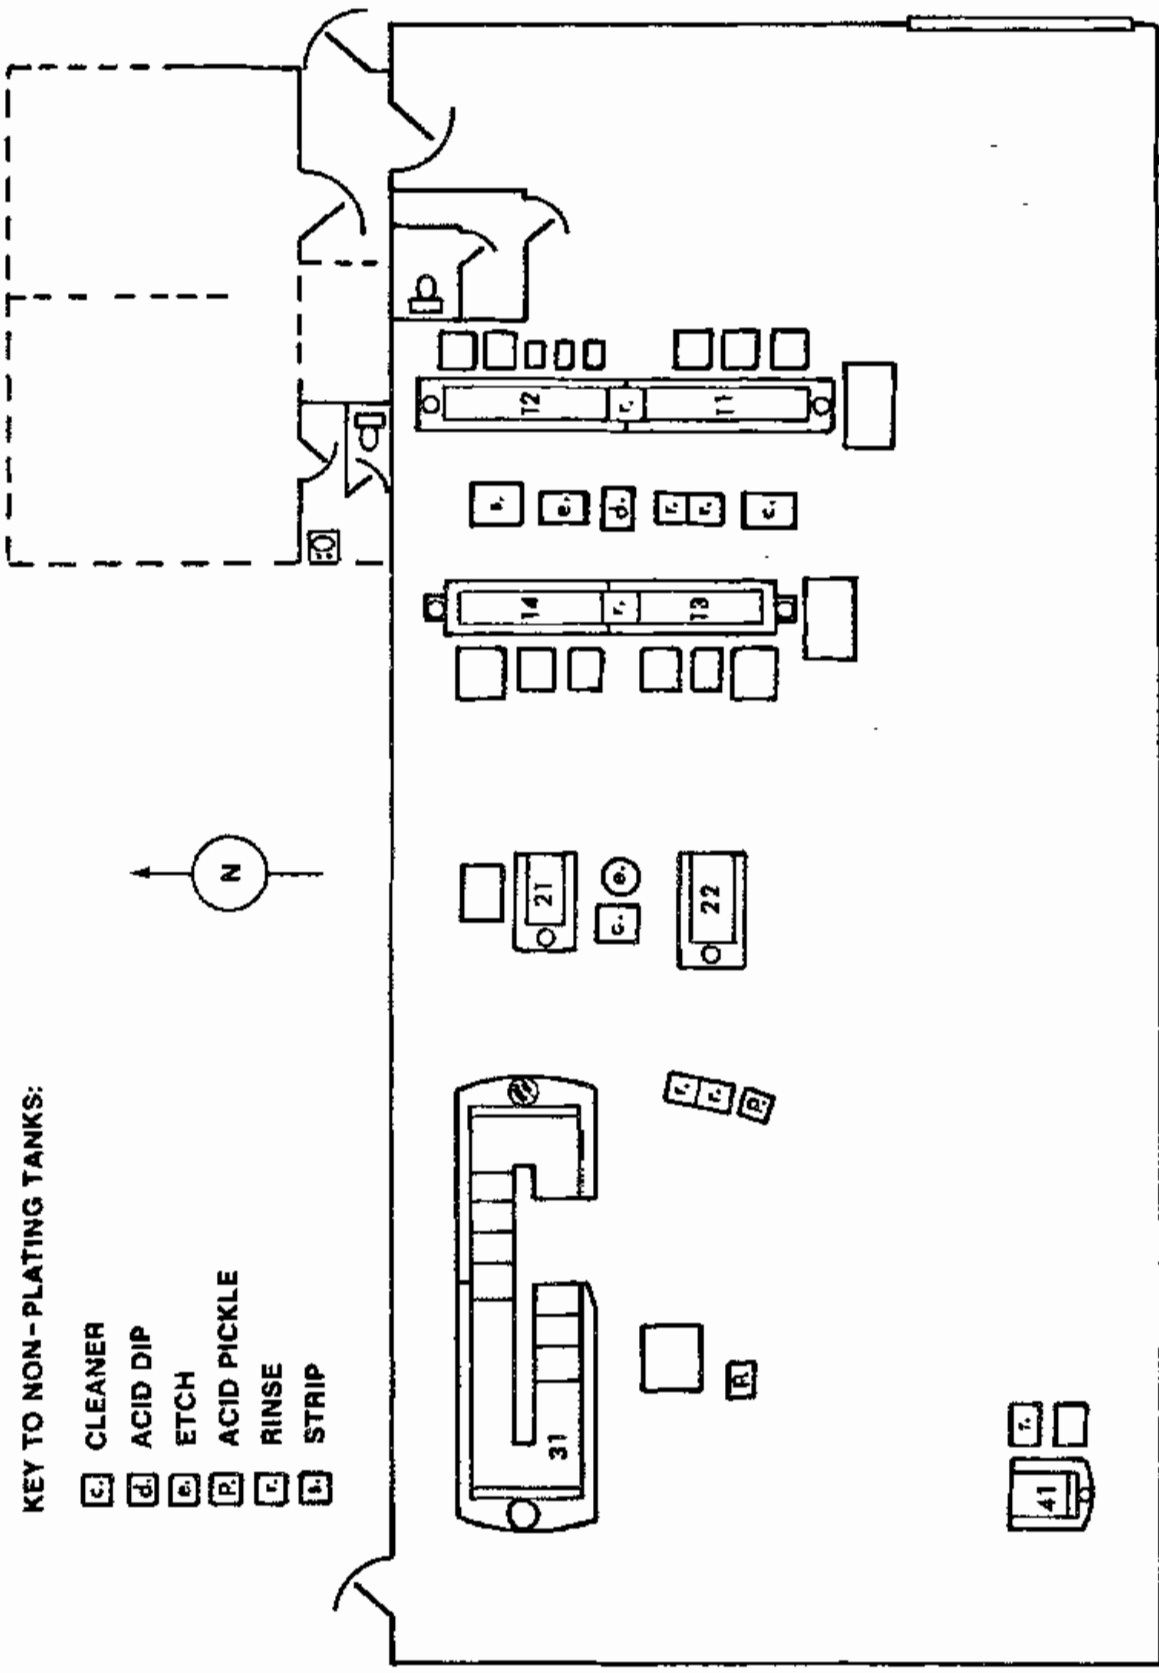 KEY TO NON-PLATING TANKS:
c. CLEANER
d. ACID DIP
e. ETCH
P. ACID PICKLE
r. RINSE
s. STRIP
N
31
R
41
r.
r.
r.
P.
21
c.
e.
22
14
r.
13
s.
e.
d.
r.
r.
c.
12
r.
11